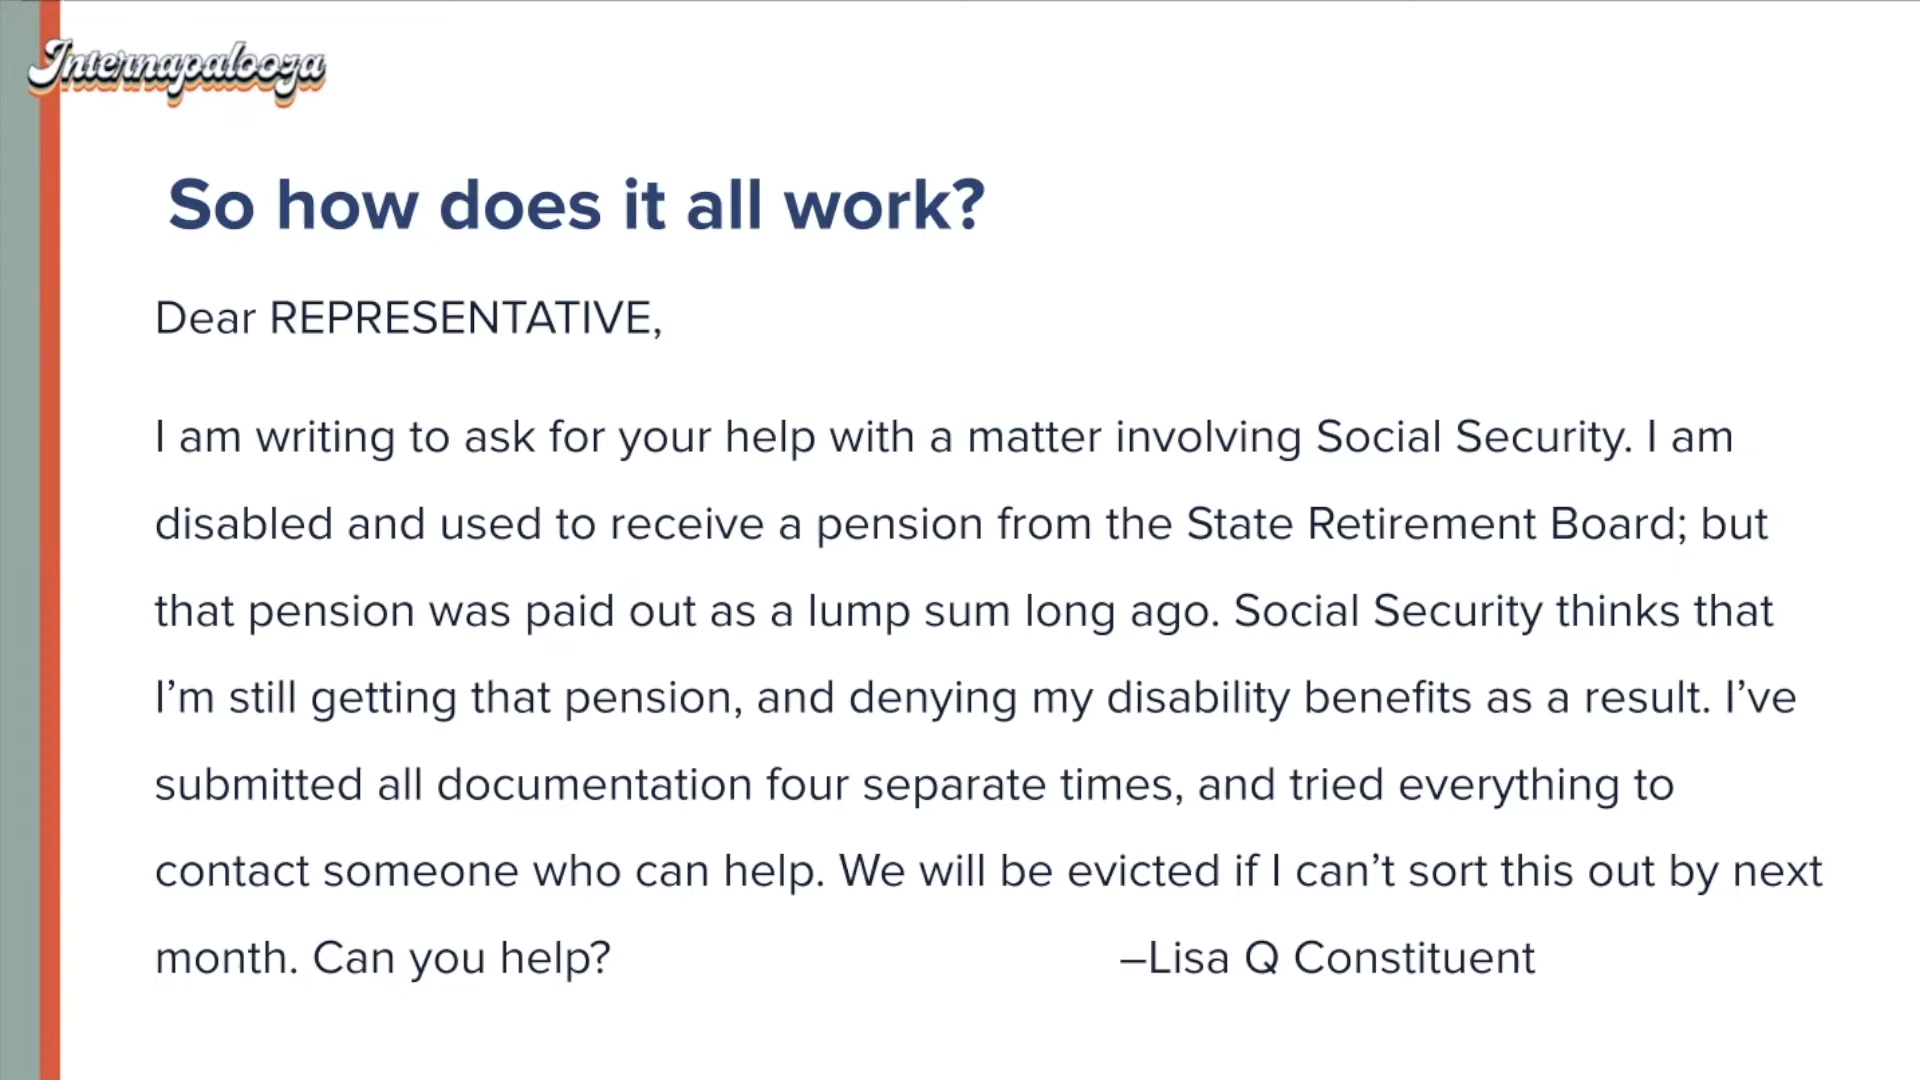 Internapalooza
So how does it all work?
Dear REPRESENTATIVE,
I am writing to ask for your help with a matter involving Social Security. I am
disabled and used to receive a pension from the State Retirement Board; but
that pension was paid out as a lump sum long ago. Social Security thinks that
I’m still getting that pension, and denying my disability benefits as a result. I’ve
submitted all documentation four separate times, and tried everything to
contact someone who can help. We will be evicted if I can’t sort this out by next
month. Can you help? –Lisa Q Constituent